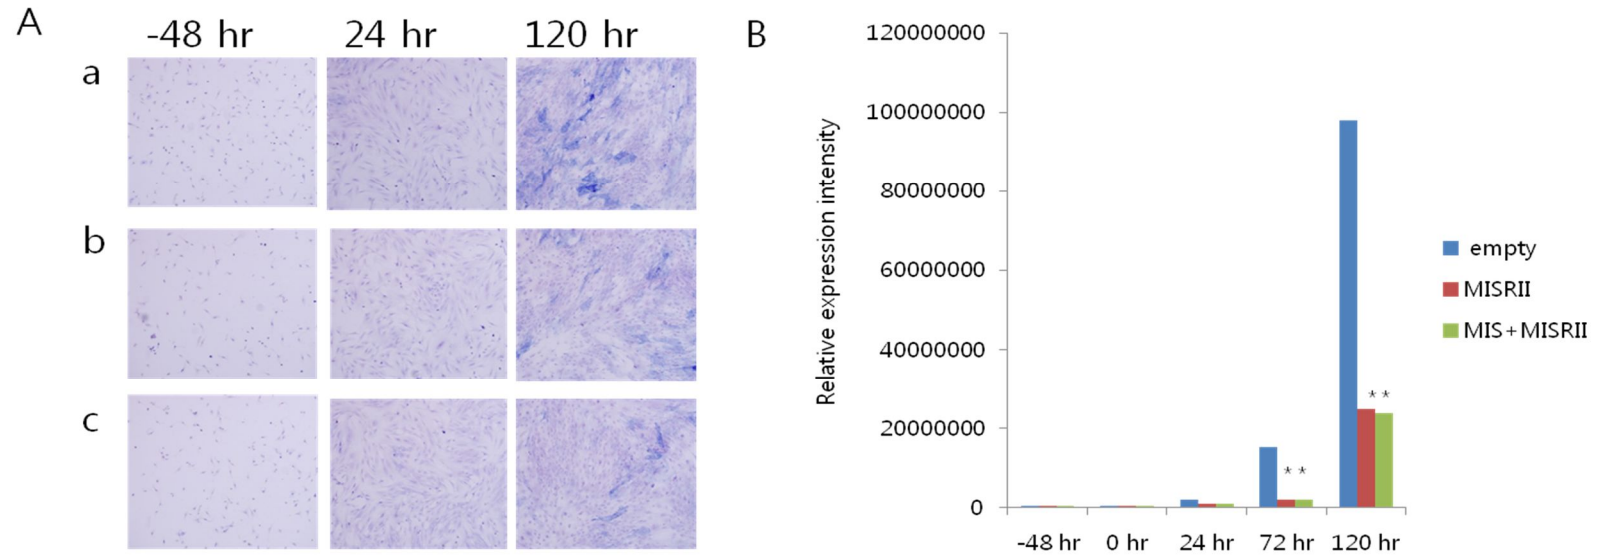 A
-48 hr 24 hr 120 hr
a
b
c
B
Relative expression intensity
120000000
100000000
80000000
60000000
40000000
20000000
0
* *
* *
-48 hr 0 hr 24 hr 72 hr 120 hr
empty
MISRII
MIS+MISRII